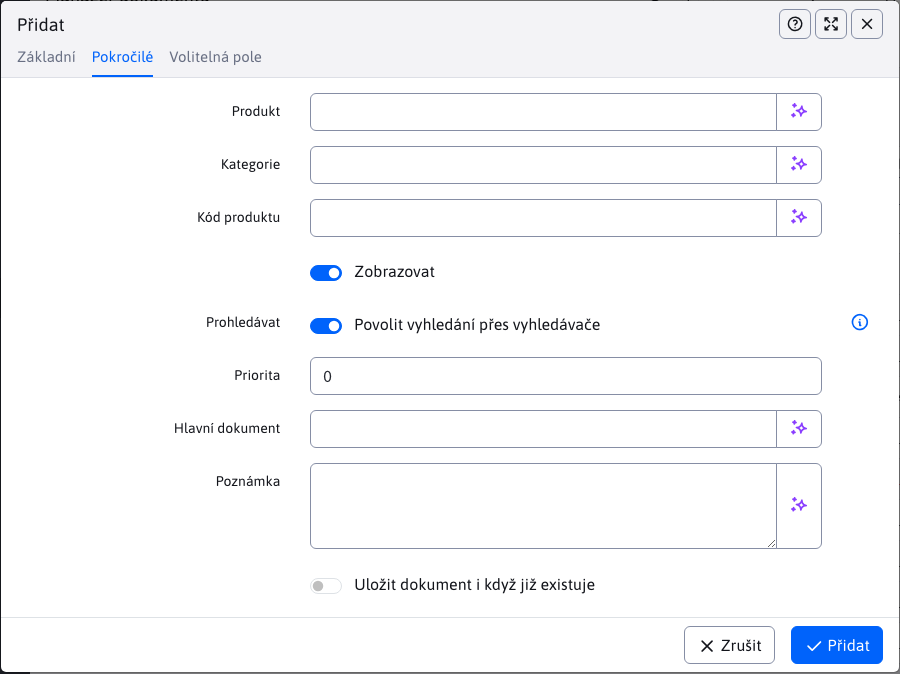 Přidat
Základní Pokročilé Volitelná pole
Produkt
Kategorie
Kód produktu
Zobrazovat
Prohledávat Povolit vyhledání přes vyhledávače
Priorita 0
Hlavní dokument
Poznámka
Uložit dokument i když již existuje
Zrušit Přidat